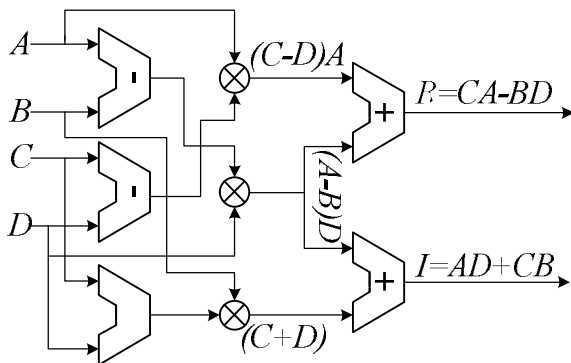 A
B
C
D
-
-
(C-D)A
(A-B)D
(C+D)
+
+
R=CA-BD
I=AD+CB